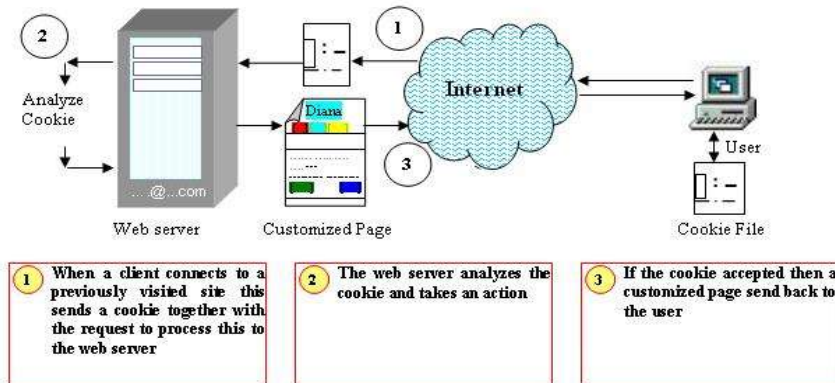 2
1
Analyze
Cookie
Diana
Internet
3
User
....@...com
Web server
Customized Page
Cookie File
1 When a client connects to a
previously visited site this
sends a cookie together with
the request to process this to
the web server
2 The web server analyzes the
cookie and takes an action
3 If the cookie accepted then a
customized page send back to
the user